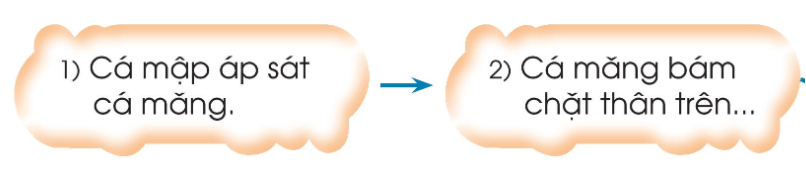 1) Cá mập áp sát
cá măng.
2) Cá măng bám
chặt thân trên...